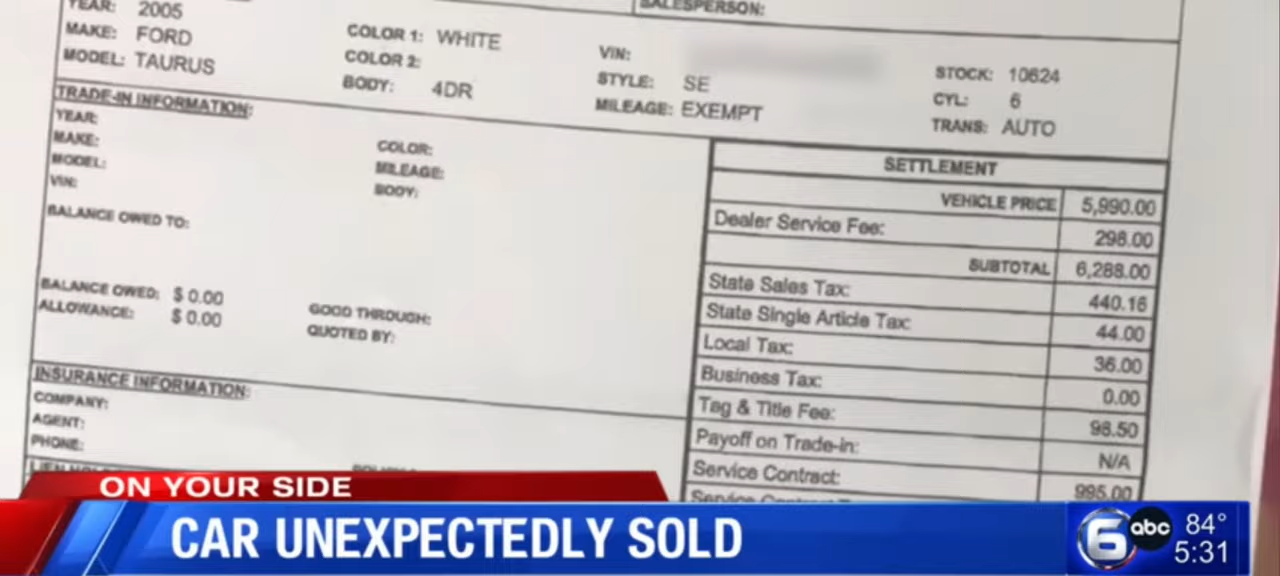 SALESPERSON:
YEAR: 2005
MAKE: FORD
MODEL: TAURUS
COLOR 1: WHITE
COLOR 2:
BODY: 4DR
VIN:
STYLE: SE
MILEAGE: EXEMPT
STOCK: 10624
CYL: 6
TRANS: AUTO
TRADE-IN INFORMATION:
YEAR:
MAKE:
MODEL:
VIN:
COLOR:
MILEAGE:
BODY:
BALANCE OWED TO:
BALANCE OWED: $ 0.00
ALLOWANCE: $ 0.00
GOOD THROUGH:
QUOTED BY:
INSURANCE INFORMATION:
COMPANY:
AGENT:
PHONE:
SETTLEMENT
VEHICLE PRICE 5,990.00
Dealer Service Fee: 298.00
SUBTOTAL 6,288.00
State Sales Tax: 440.16
State Single Article Tax: 44.00
Local Tax: 36.00
Business Tax: 0.00
Tag & Title Fee: 98.50
Payoff on Trade-in: N/A
Service Contract: 995.00
ON YOUR SIDE
CAR UNEXPECTEDLY SOLD
6 abc 84°
5:31